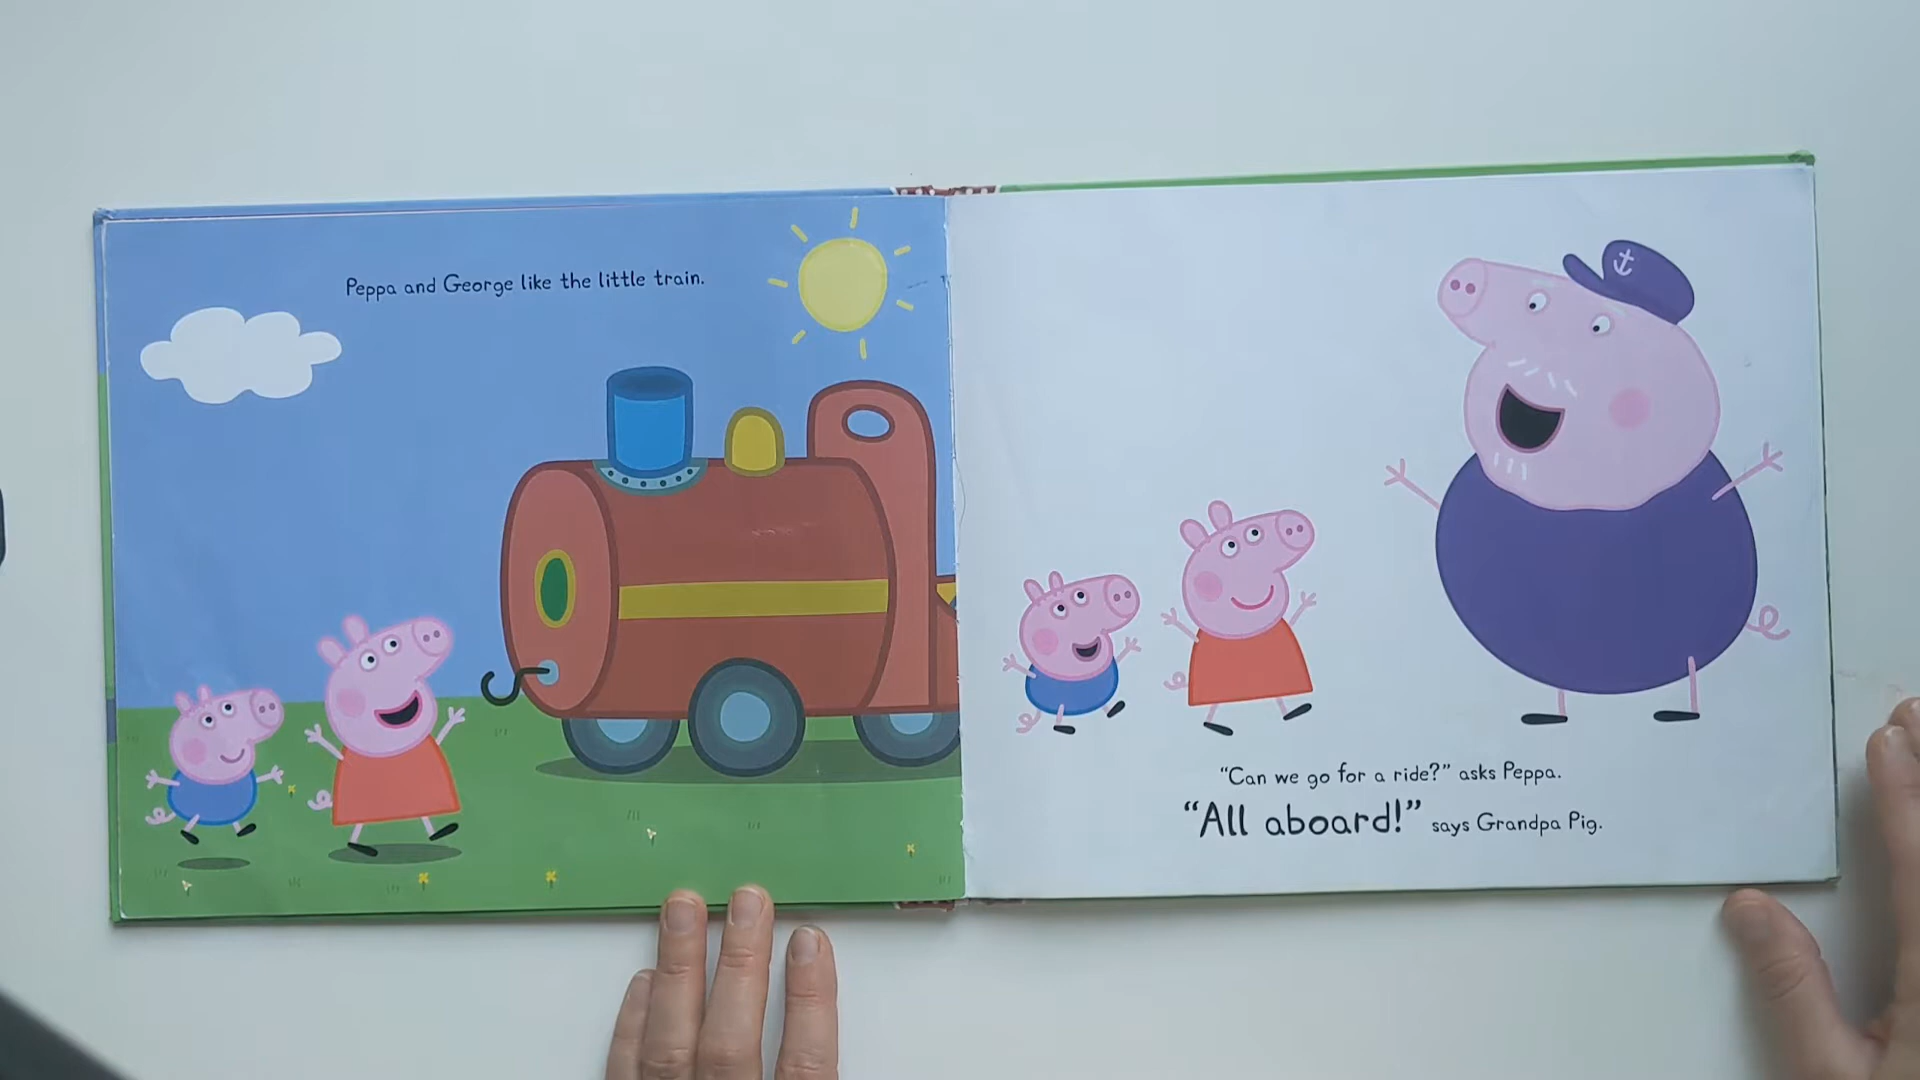 Peppa and George like the little train.
“Can we go for a ride?” asks Peppa.
“All aboard!” says Grandpa Pig.